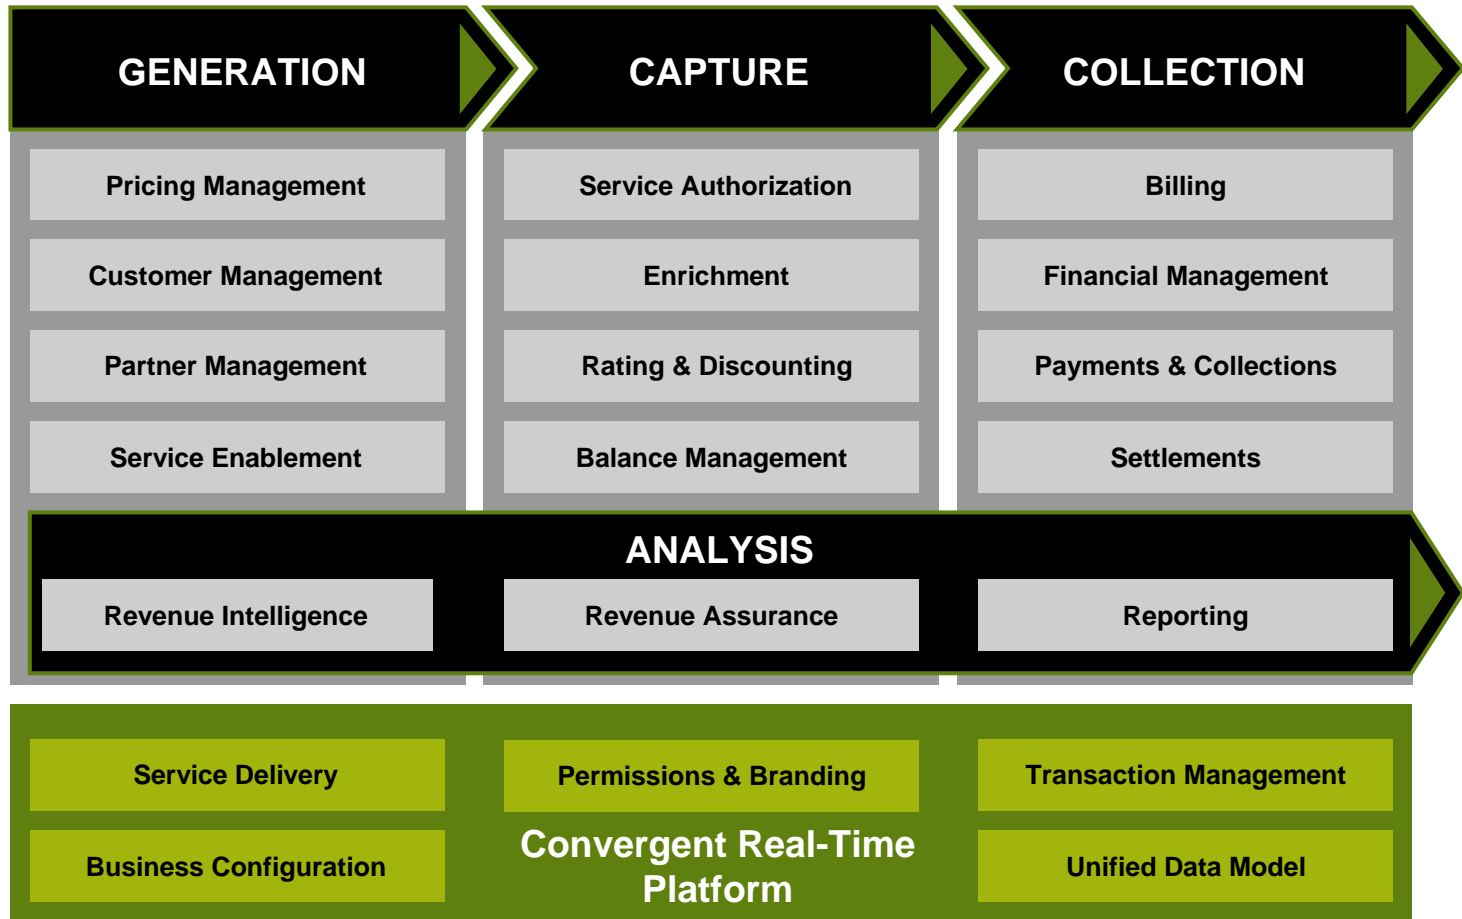 GENERATION
CAPTURE
COLLECTION
Pricing Management
Service Authorization
Billing
Customer Management
Enrichment
Financial Management
Partner Management
Rating & Discounting
Payments & Collections
Service Enablement
Balance Management
Settlements
ANALYSIS
Revenue Intelligence
Revenue Assurance
Reporting
Service Delivery
Permissions & Branding
Transaction Management
Business Configuration
Convergent Real-Time
Platform
Unified Data Model